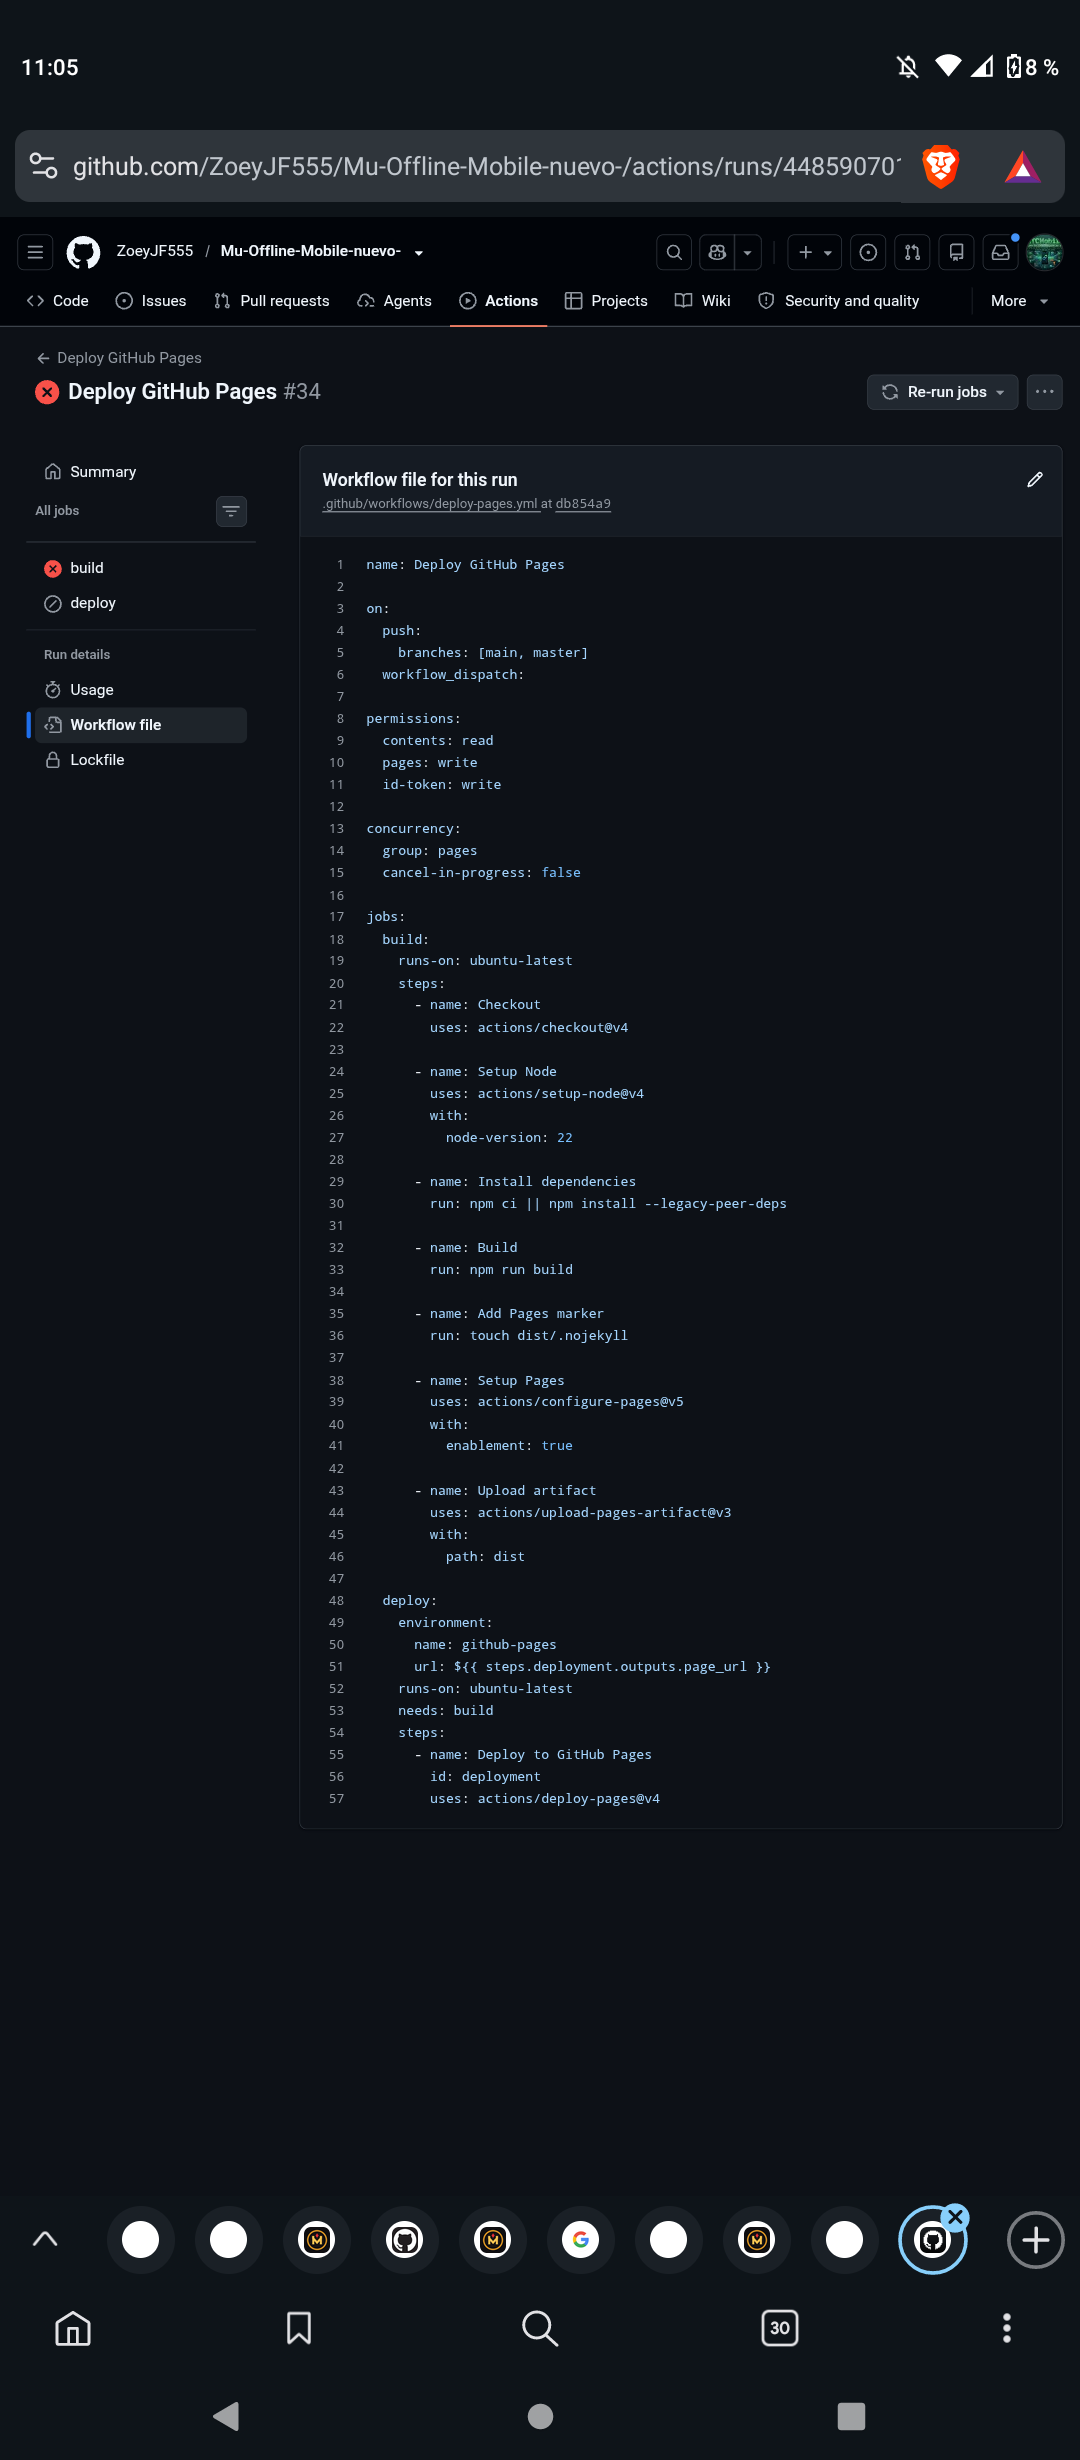 11:05
8 %
github.com/ZoeyJF555/Mu-Offline-Mobile-nuevo-/actions/runs/448590701
ZoeyJF555 / Mu-Offline-Mobile-nuevo-
Code Issues Pull requests Agents Actions Projects Wiki Security and quality More
Deploy GitHub Pages
Deploy GitHub Pages #34
Re-run jobs
Summary
All jobs
build
deploy
Run details
Usage
Workflow file
Lockfile
Workflow file for this run
.github/workflows/deploy-pages.yml at db854a9
1 name: Deploy GitHub Pages
2
3 on:
4   push:
5     branches: [main, master]
6   workflow_dispatch:
7
8 permissions:
9   contents: read
10   pages: write
11   id-token: write
12
13 concurrency:
14   group: pages
15   cancel-in-progress: false
16
17 jobs:
18   build:
19     runs-on: ubuntu-latest
20     steps:
21       - name: Checkout
22         uses: actions/checkout@v4
23
24       - name: Setup Node
25         uses: actions/setup-node@v4
26         with:
27           node-version: 22
28
29       - name: Install dependencies
30         run: npm ci || npm install --legacy-peer-deps
31
32       - name: Build
33         run: npm run build
34
35       - name: Add Pages marker
36         run: touch dist/.nojekyll
37
38       - name: Setup Pages
39         uses: actions/configure-pages@v5
40         with:
41           enablement: true
42
43       - name: Upload artifact
44         uses: actions/upload-pages-artifact@v3
45         with:
46           path: dist
47
48   deploy:
49     environment:
50       name: github-pages
51       url: ${{ steps.deployment.outputs.page_url }}
52     runs-on: ubuntu-latest
53     needs: build
54     steps:
55       - name: Deploy to GitHub Pages
56         id: deployment
57         uses: actions/deploy-pages@v4
30